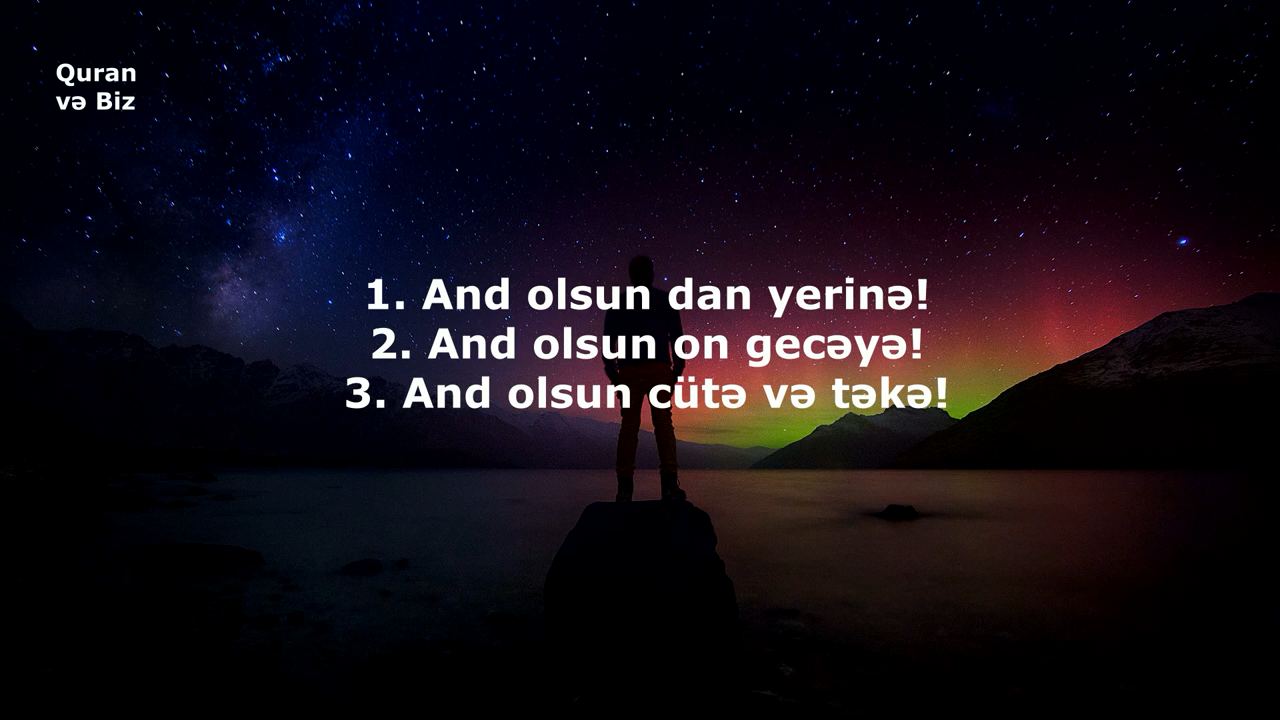 Quran
və Biz
1. And olsun dan yerinə!
2. And olsun on gecəyə!
3. And olsun cütə və təkə!